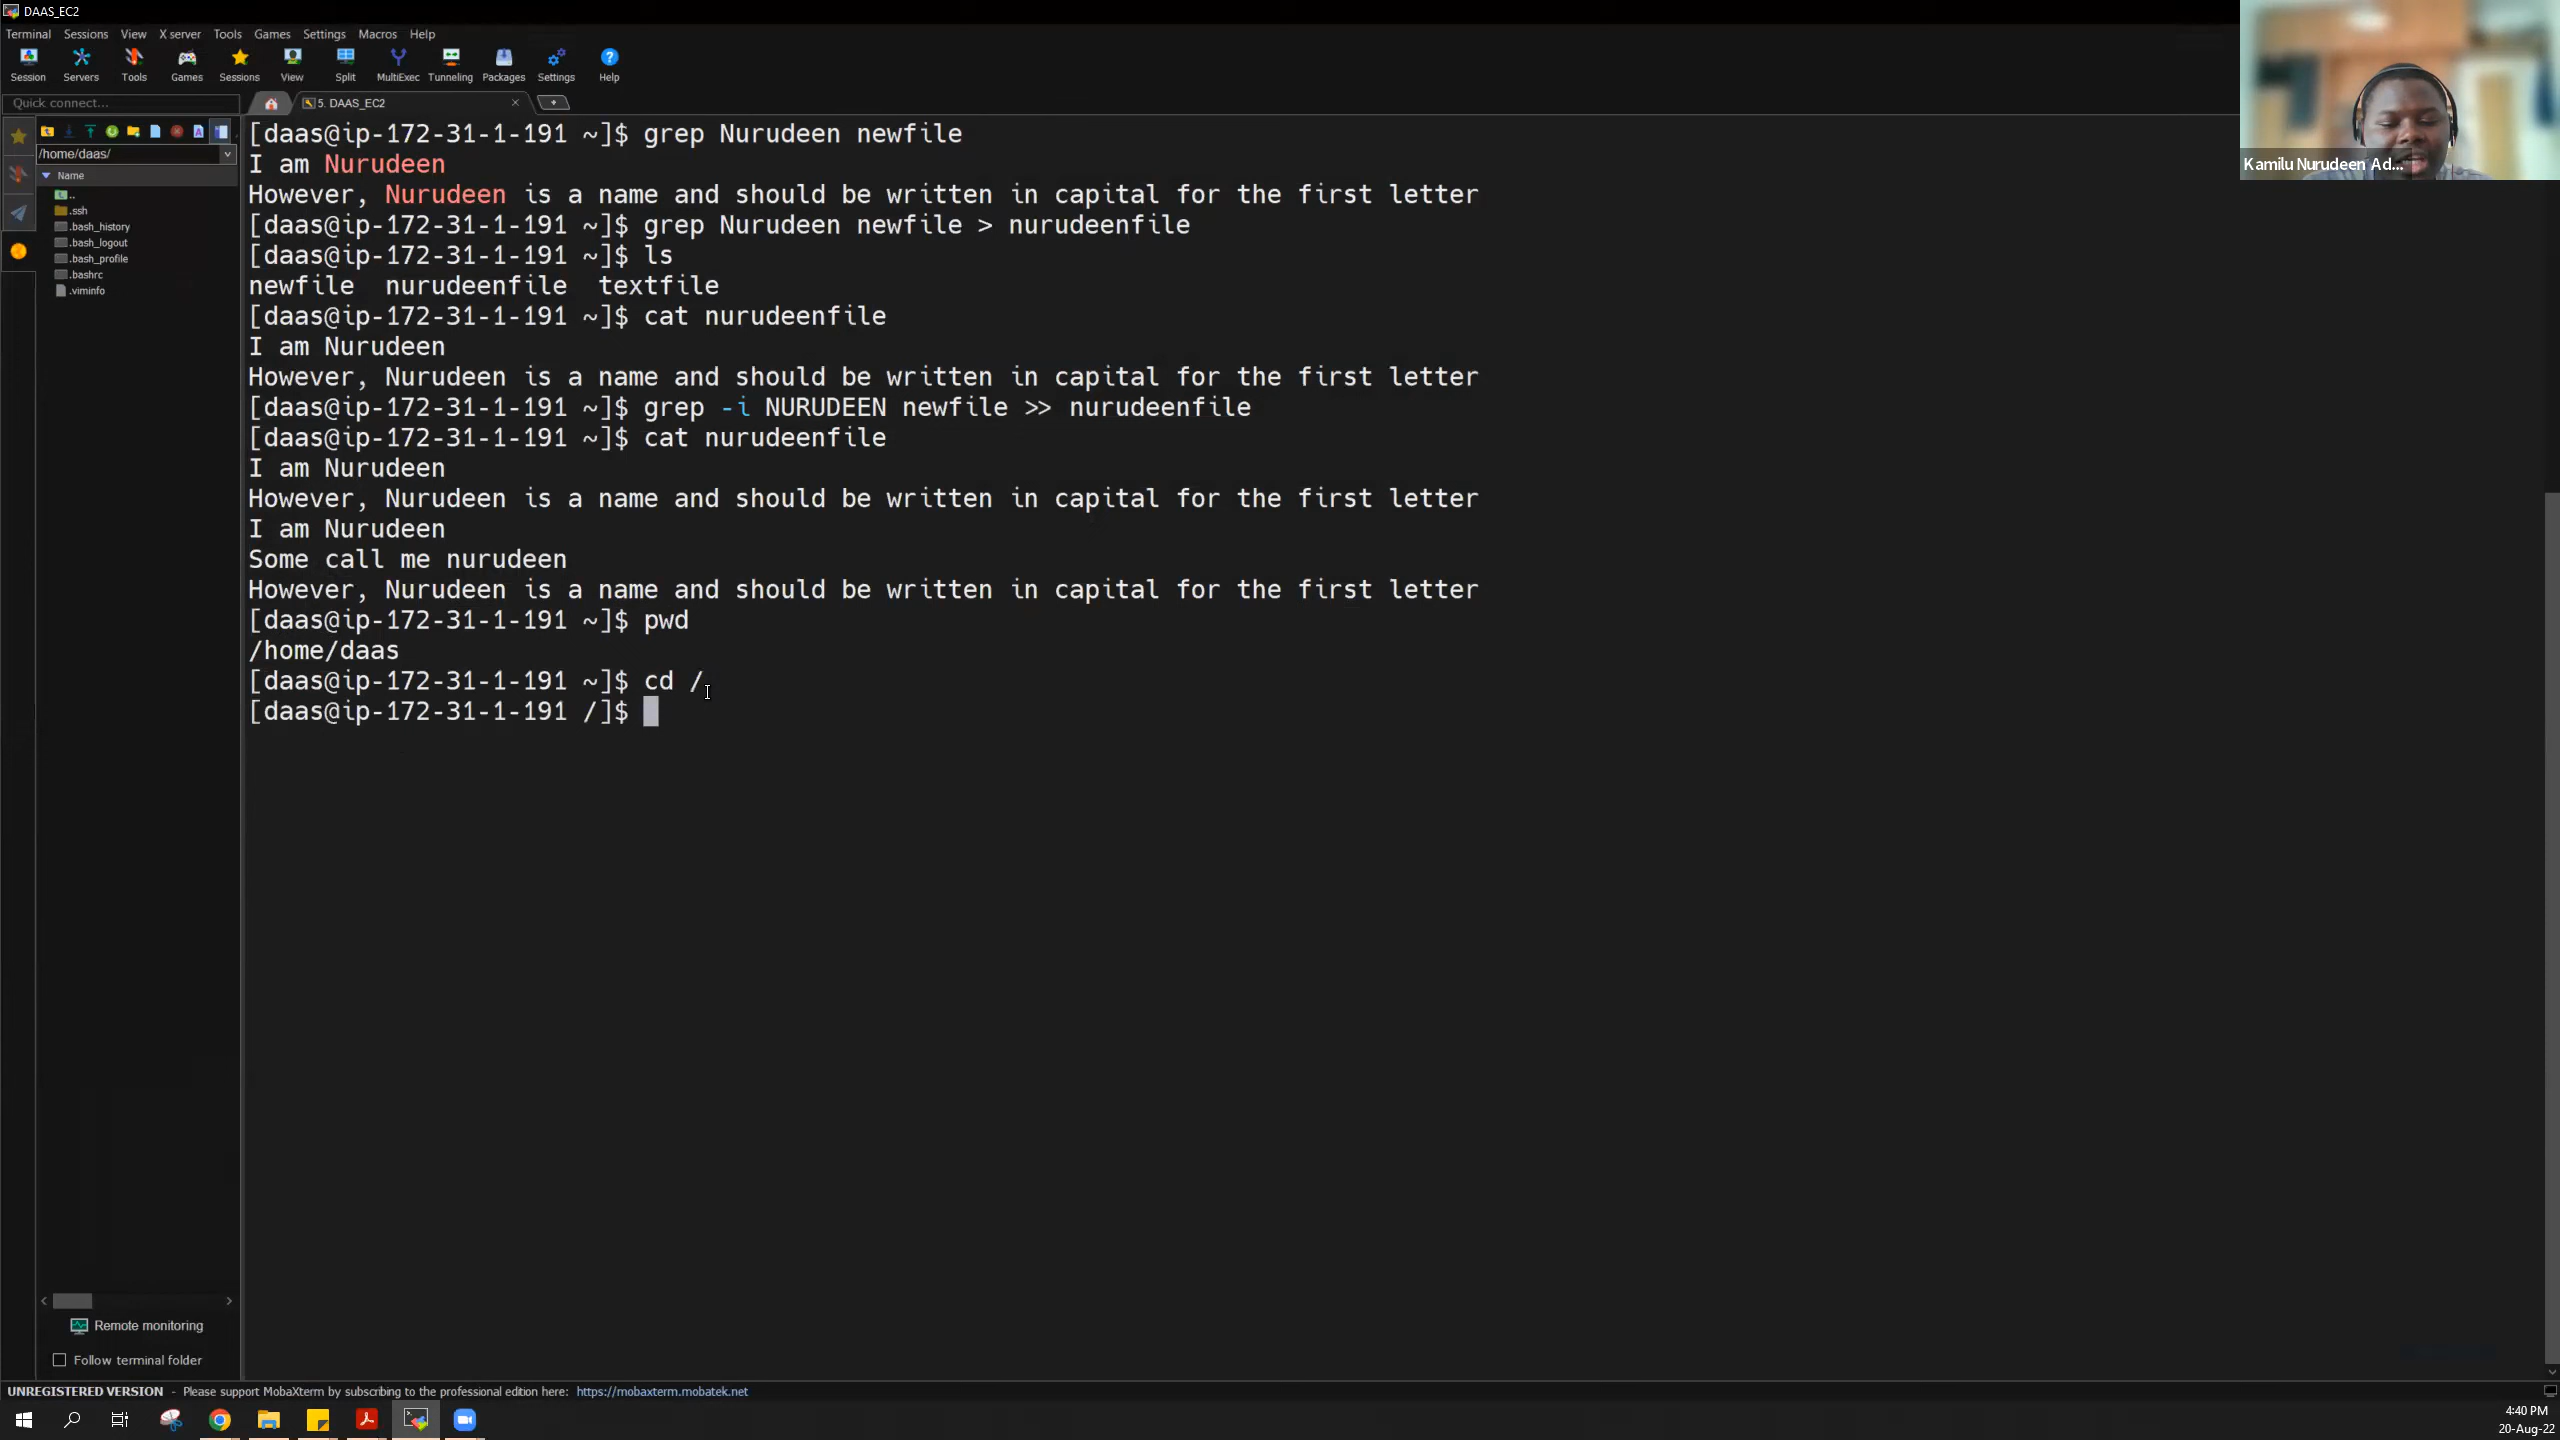 DAAS_EC2
Terminal Sessions View X server Tools Games Settings Macros Help
Session Servers Tools Games Sessions View Split MultiExec Tunneling Packages Settings Help
Quick connect...
5. DAAS_EC2
/home/daas/
Name
..
.ssh
.bash_history
.bash_logout
.bash_profile
.bashrc
.viminfo
[daas@ip-172-31-1-191 ~]$ grep Nurudeen newfile
I am Nurudeen
However, Nurudeen is a name and should be written in capital for the first letter
[daas@ip-172-31-1-191 ~]$ grep Nurudeen newfile > nurudeenfile
[daas@ip-172-31-1-191 ~]$ ls
newfile nurudeenfile textfile
[daas@ip-172-31-1-191 ~]$ cat nurudeenfile
I am Nurudeen
However, Nurudeen is a name and should be written in capital for the first letter
[daas@ip-172-31-1-191 ~]$ grep -i NURUDEEN newfile >> nurudeenfile
[daas@ip-172-31-1-191 ~]$ cat nurudeenfile
I am Nurudeen
However, Nurudeen is a name and should be written in capital for the first letter
I am Nurudeen
Some call me nurudeen
However, Nurudeen is a name and should be written in capital for the first letter
[daas@ip-172-31-1-191 ~]$ pwd
/home/daas
[daas@ip-172-31-1-191 ~]$ cd /
[daas@ip-172-31-1-191 /]$
Kamilu Nurudeen Ad...
Remote monitoring
Follow terminal folder
UNREGISTERED VERSION - Please support MobaXterm by subscribing to the professional edition here: https://mobaxterm.mobatek.net
4:40 PM
20-Aug-22